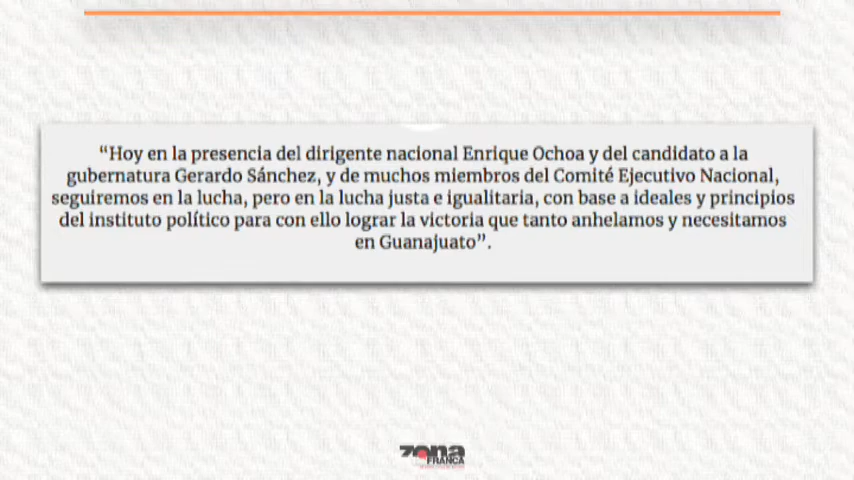 “Hoy en la presencia del dirigente nacional Enrique Ochoa y del candidato a la
gubernatura Gerardo Sánchez, y de muchos miembros del Comité Ejecutivo Nacional,
seguiremos en la lucha, pero en la lucha justa e igualitaria, con base a ideales y principios
del instituto político para con ello lograr la victoria que tanto anhelamos y necesitamos
en Guanajuato”.
zona
FRANCA